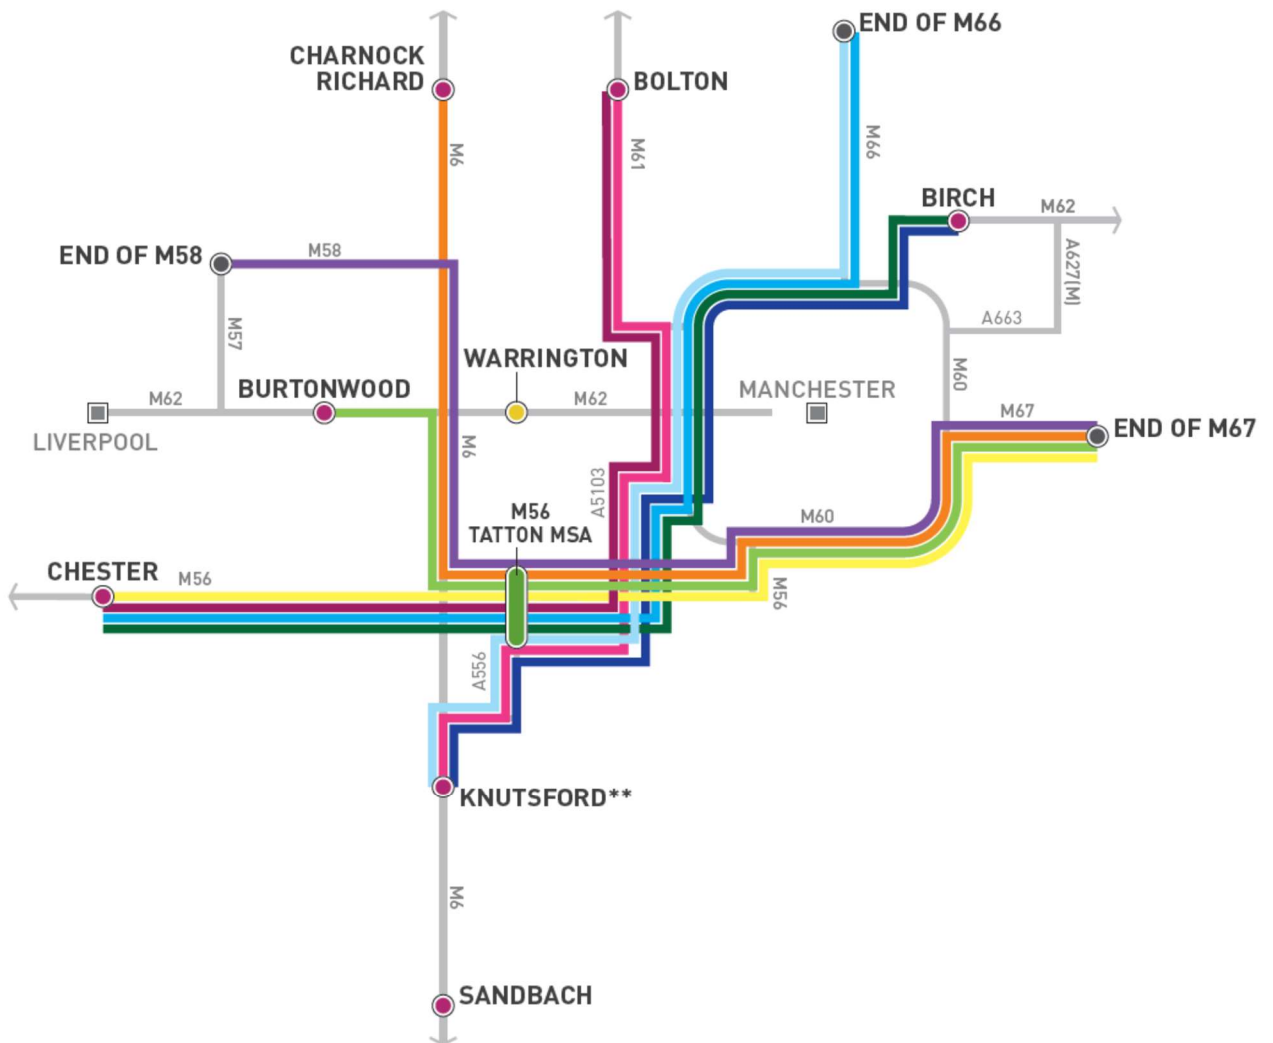 END OF M66
CHARNOCK
RICHARD
BOLTON
M6
M61
M66
BIRCH
M62
END OF M58
M58
A627(M)
A663
M57
WARRINGTON
M60
BURTONWOOD
M62
M62
MANCHESTER
M67
LIVERPOOL
M6
END OF M67
A5103
M56
TATTON MSA
M60
CHESTER
M56
M56
A556
KNUTSFORD**
M6
SANDBACH